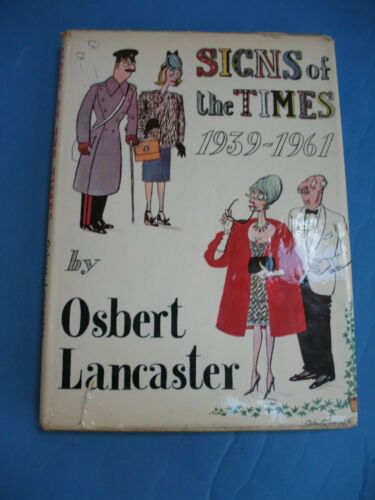 SIGNS of
the TIMES
1939-1961
by
Osbert
Lancaster